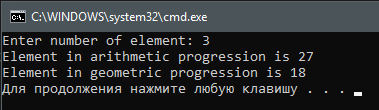 C:\WINDOWS\system32\cmd.exe
Enter number of element: 3
Element in arithmetic progression is 27
Element in geometric progression is 18
Для продолжения нажмите любую клавишу . . .